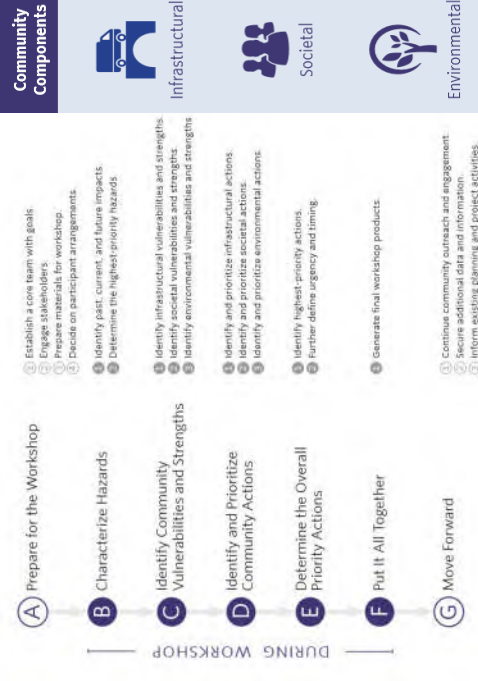 Community
Components
Infrastructural
Societal
Environmental
A Prepare for the Workshop
1 Establish a core team with goals.
2 Engage stakeholders.
3 Prepare materials for workshop.
4 Decide on participant arrangements.
DURING WORKSHOP
B Characterize Hazards
1 Identify past, current, and future impacts.
2 Determine the highest-priority hazards.
C Identify Community
Vulnerabilities and Strengths
1 Identify infrastructural vulnerabilities and strengths.
2 Identify societal vulnerabilities and strengths.
3 Identify environmental vulnerabilities and strengths.
D Identify and Prioritize
Community Actions
1 Identify and prioritize infrastructural actions.
2 Identify and prioritize societal actions.
3 Identify and prioritize environmental actions.
E Determine the Overall
Priority Actions
1 Identify highest-priority actions.
2 Further define urgency and timing.
F Put It All Together
1 Generate final workshop products.
G Move Forward
1 Continue community outreach and engagement.
2 Secure additional data and information.
3 Inform existing planning and project activities.